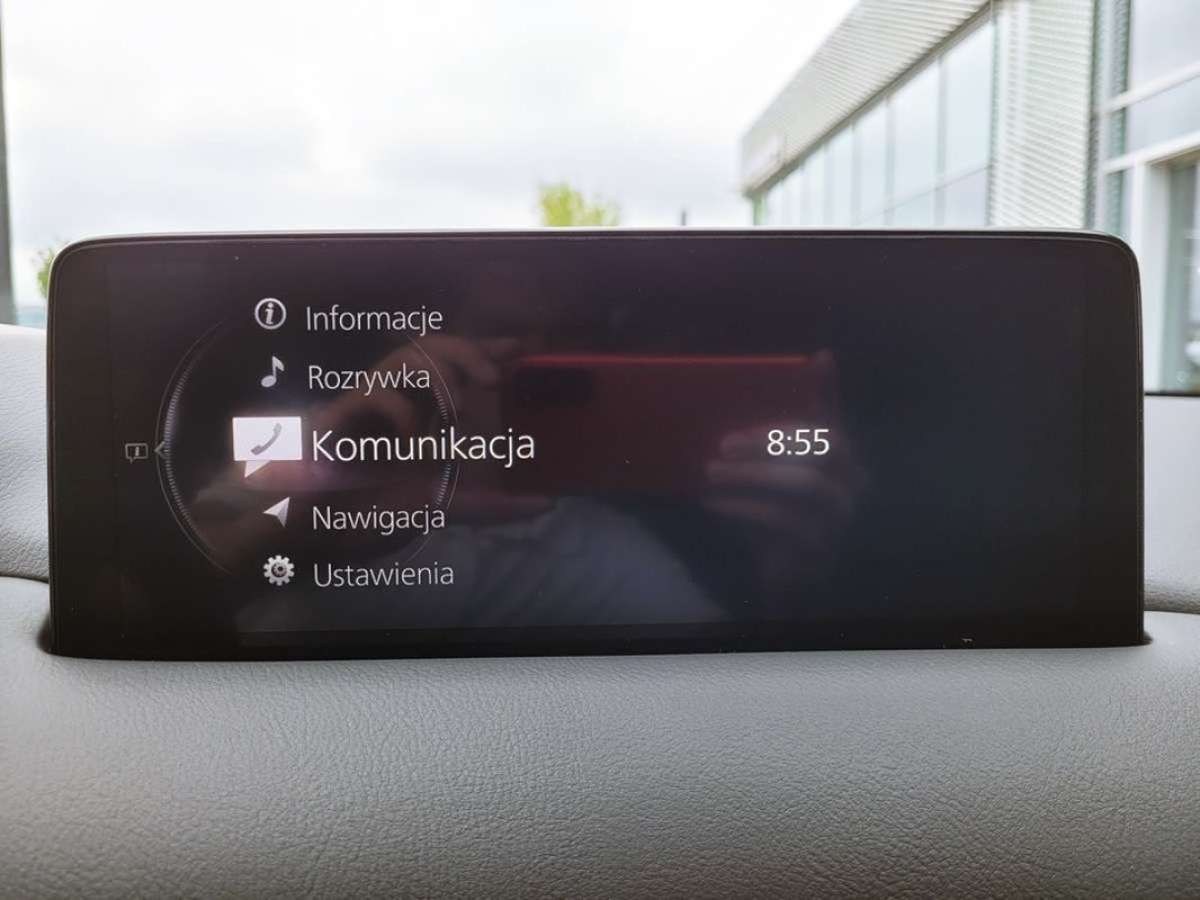 Informacje
Rozrywka
Komunikacja
8:55
Nawigacja
Ustawienia